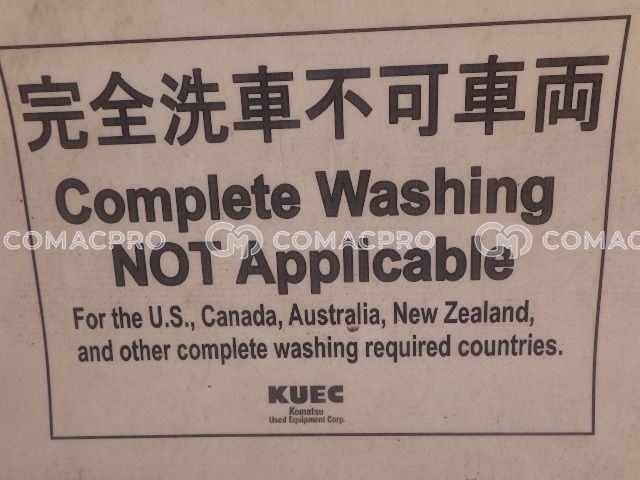 完全洗車不可車両
Complete Washing
COMACPRO COMACPRO COMACPRO
NOT Applicable
For the U.S., Canada, Australia, New Zealand,
and other complete washing required countries.
KUEC
Komatsu
Used Equipment Corp.